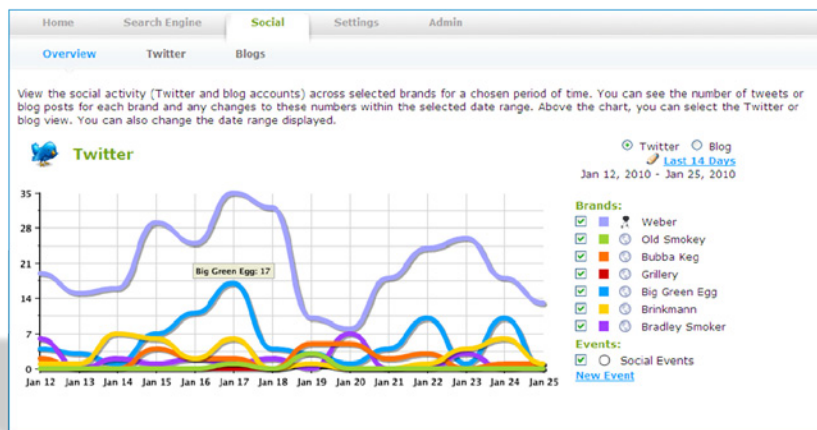 Home Search Engine Social Settings Admin
Overview Twitter Blogs
View the social activity (Twitter and blog accounts) across selected brands for a chosen period of time. You can see the number of tweets or
blog posts for each brand and any changes to these numbers within the selected date range. Above the chart, you can select the Twitter or
blog view. You can also change the date range displayed.
Twitter
Twitter Blog
Last 14 Days
Jan 12, 2010 - Jan 25, 2010
35
28
21
14
7
0
Big Green Egg: 17
Jan 12 Jan 13 Jan 14 Jan 15 Jan 16 Jan 17 Jan 18 Jan 19 Jan 20 Jan 21 Jan 22 Jan 23 Jan 24 Jan 25
Brands:
Weber
Old Smokey
Bubba Keg
Grillery
Big Green Egg
Brinkmann
Bradley Smoker
Events:
Social Events
New Event